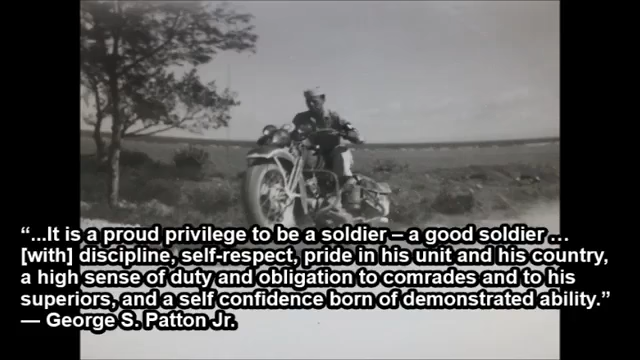 “...It is a proud privilege to be a soldier – a good soldier …
[with] discipline, self-respect, pride in his unit and his country,
a high sense of duty and obligation to comrades and to his
superiors, and a self confidence born of demonstrated ability.”
— George S. Patton Jr.